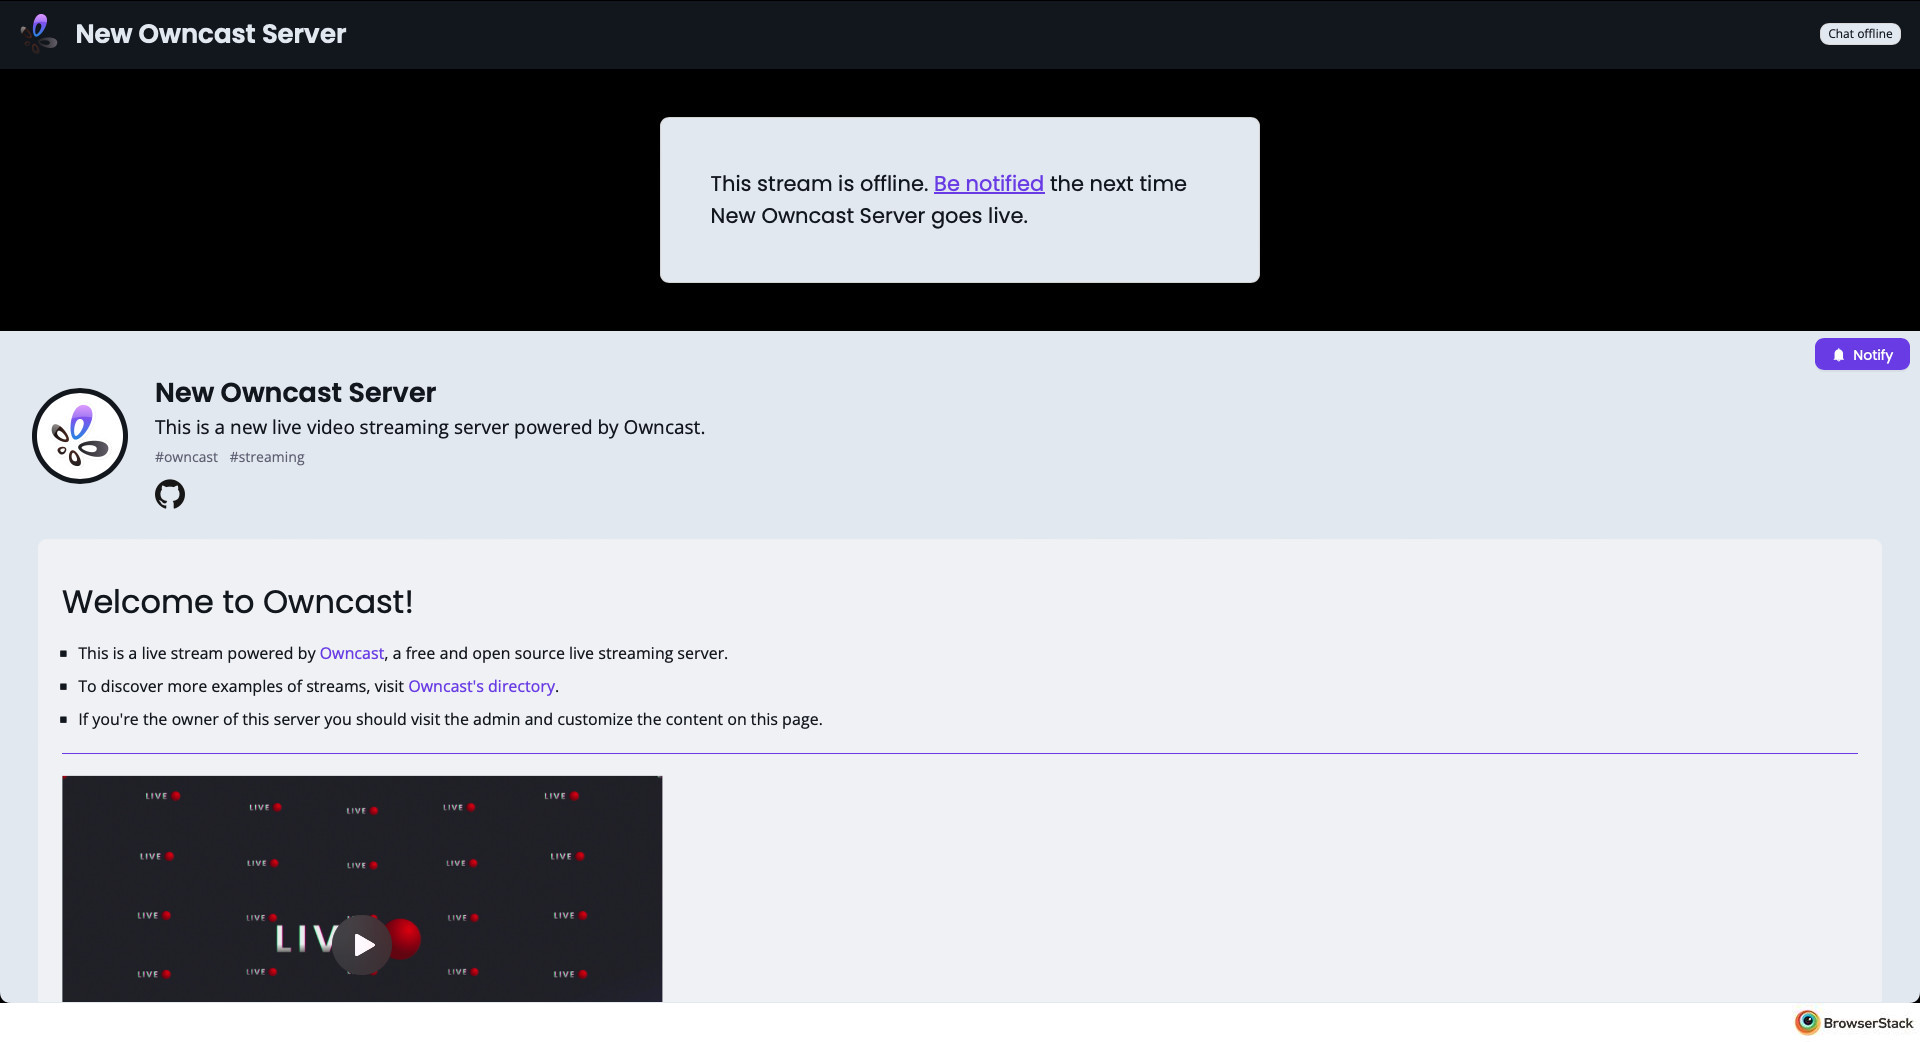 New Owncast Server
Chat offline
This stream is offline. Be notified the next time
New Owncast Server goes live.
Notify
New Owncast Server
This is a new live video streaming server powered by Owncast.
#owncast #streaming
Welcome to Owncast!
This is a live stream powered by Owncast, a free and open source live streaming server.
To discover more examples of streams, visit Owncast's directory.
If you're the owner of this server you should visit the admin and customize the content on this page.
LIVE LIVE LIVE LIVE LIVE
LIVE LIVE LIVE LIVE LIVE
LIVE LIVE LIVE LIVE
LIV
LIVE LIVE LIVE LIVE
BrowserStack